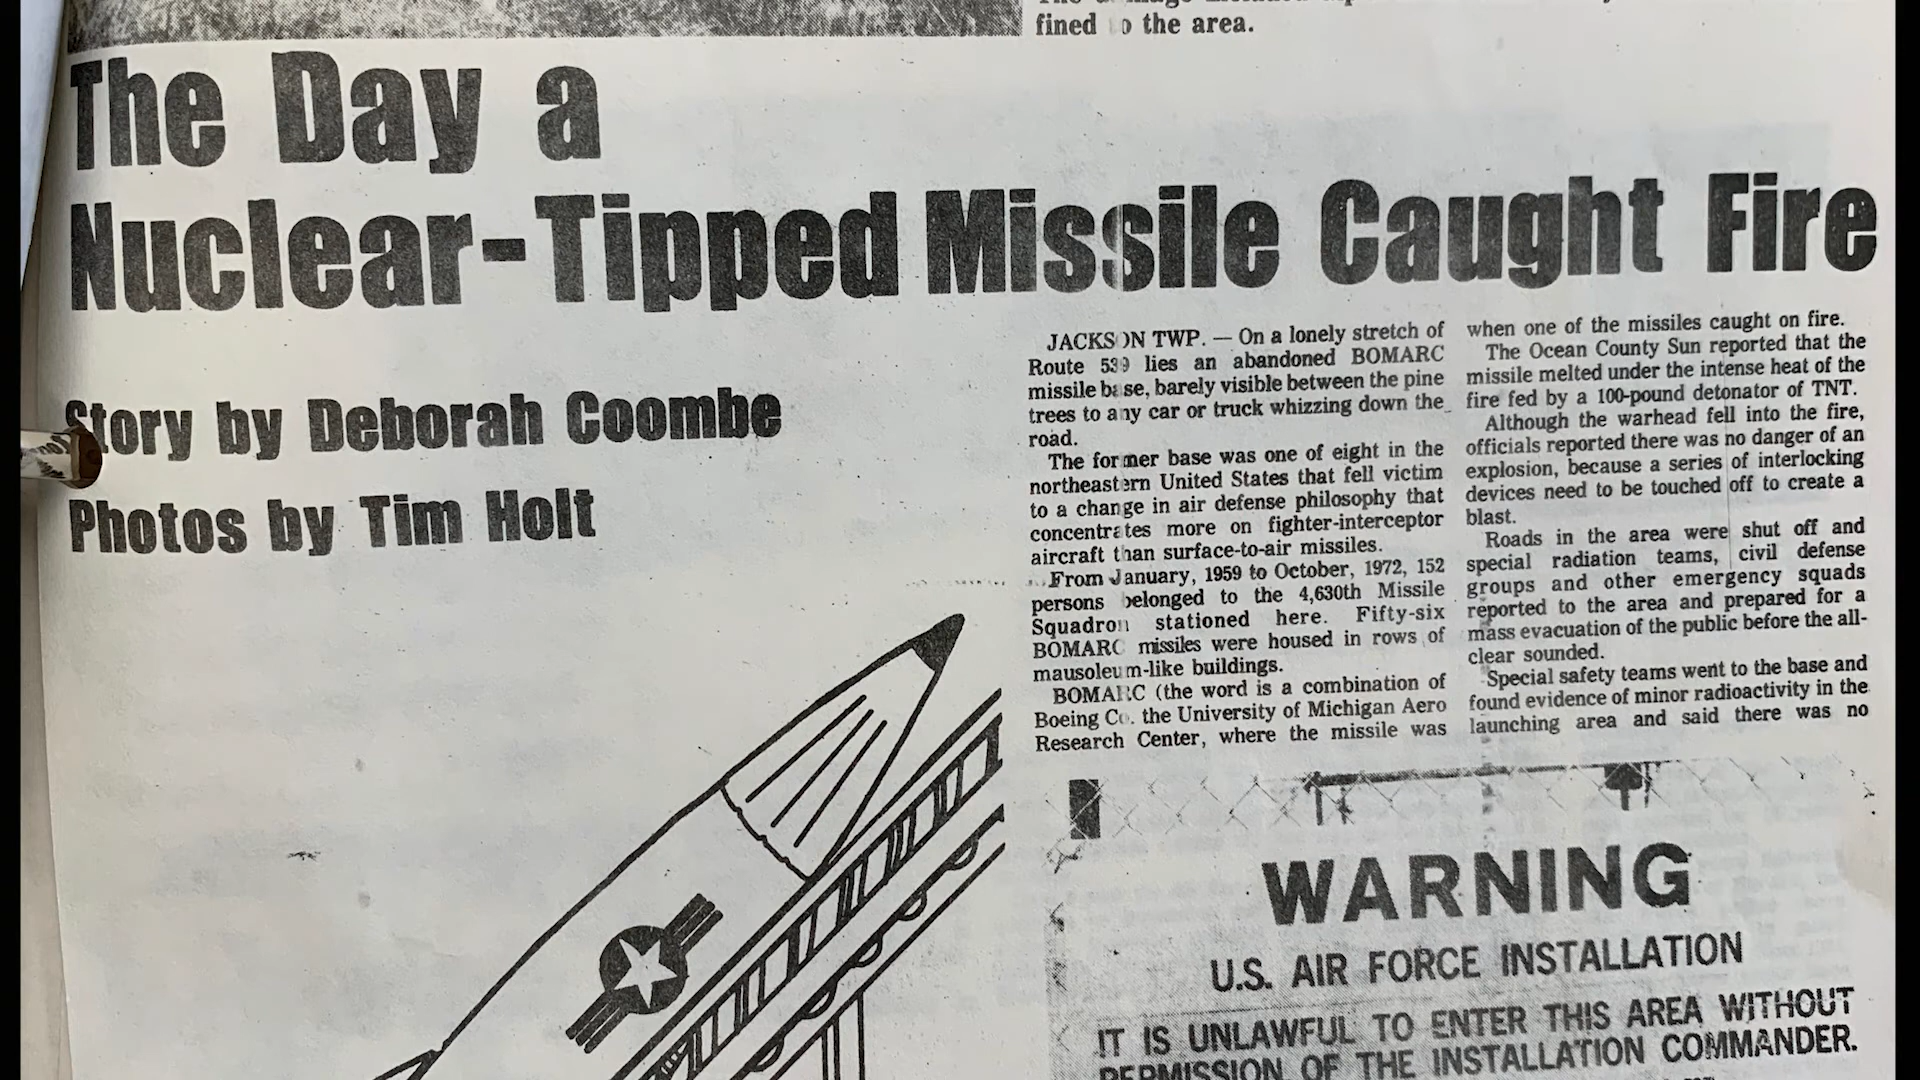 fined to the area.
The Day a
Nuclear-Tipped Missile Caught Fire
Story by Deborah Coombe
Photos by Tim Holt
JACKSON TWP. — On a lonely stretch of
Route 539 lies an abandoned BOMARC
missile base, barely visible between the pine
trees to any car or truck whizzing down the
road.
The former base was one of eight in the
northeastern United States that fell victim
to a change in air defense philosophy that
concentrates more on fighter-interceptor
aircraft than surface-to-air missiles.
From January, 1959 to October, 1972, 152
persons belonged to the 4,630th Missile
Squadron stationed here. Fifty-six
BOMARC missiles were housed in rows of
mausoleum-like buildings.
BOMARC (the word is a combination of
Boeing Co. the University of Michigan Aero
Research Center, where the missile was
when one of the missiles caught on fire.
The Ocean County Sun reported that the
missile melted under the intense heat of the
fire fed by a 100-pound detonator of TNT.
Although the warhead fell into the fire,
officials reported there was no danger of an
explosion, because a series of interlocking
devices need to be touched off to create a
blast.
Roads in the area were shut off and
special radiation teams, civil defense
groups and other emergency squads
reported to the area and prepared for a
mass evacuation of the public before the all-
clear sounded.
Special safety teams went to the base and
found evidence of minor radioactivity in the
launching area and said there was no
WARNING
U.S. AIR FORCE INSTALLATION
IT IS UNLAWFUL TO ENTER THIS AREA WITHOUT
PERMISSION OF THE INSTALLATION COMMANDER.